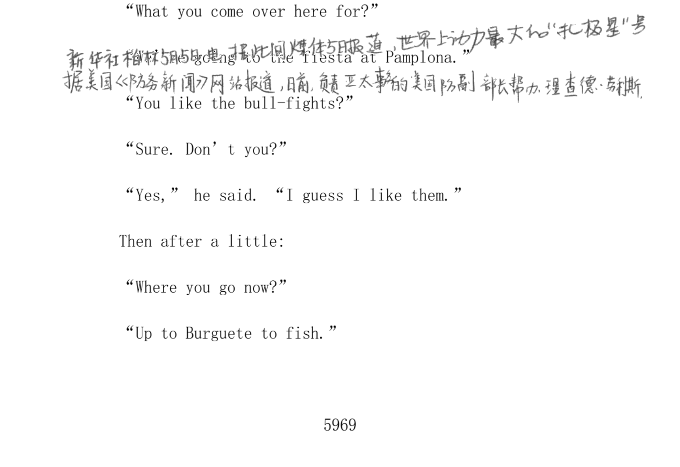 “What you come over here for?”
“We're going to the fiesta at Pamplona.”
新华社柏林5月5日电 据此间媒体5日报道,世界上动力最大的“北极星”号
据美国《防务新闻》网站报道,日前,负责亚太事务的美国防副部长帮办理查德·劳利斯,
“You like the bull-fights?”
“Sure. Don’t you?”
“Yes,” he said. “I guess I like them.”
Then after a little:
“Where you go now?”
“Up to Burguete to fish.”
5969